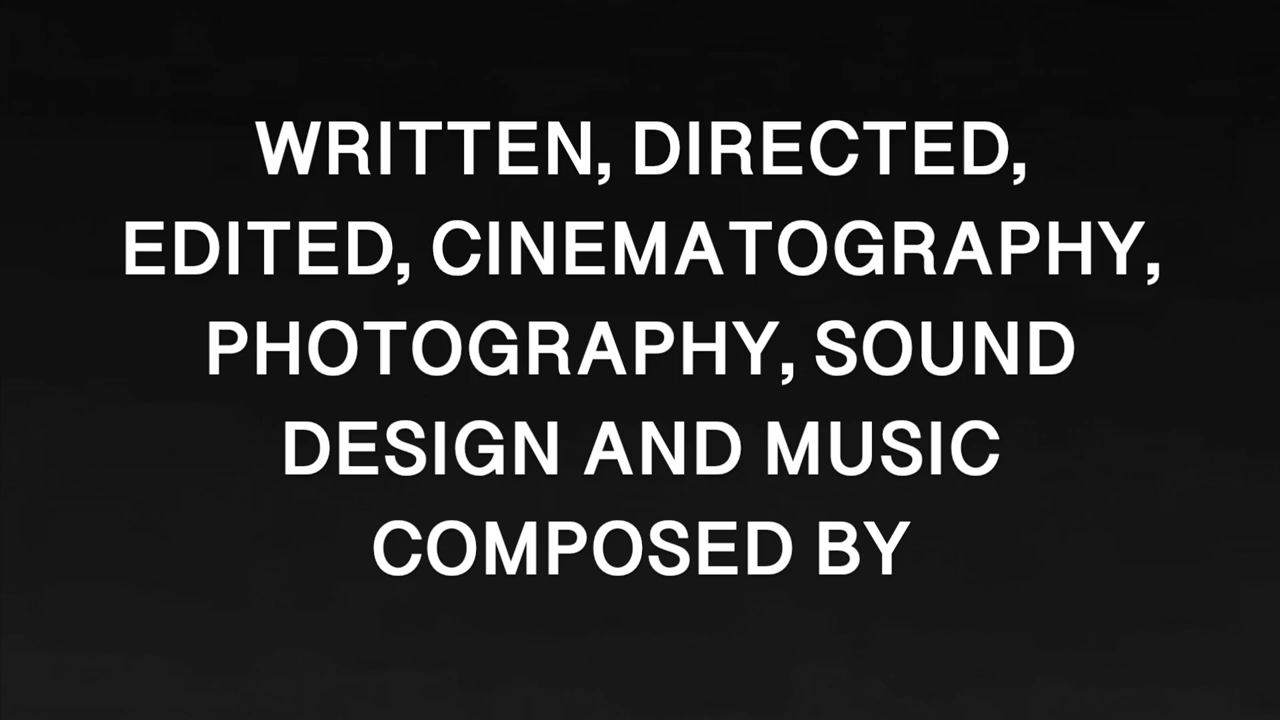 WRITTEN, DIRECTED,
EDITED, CINEMATOGRAPHY,
PHOTOGRAPHY, SOUND
DESIGN AND MUSIC
COMPOSED BY